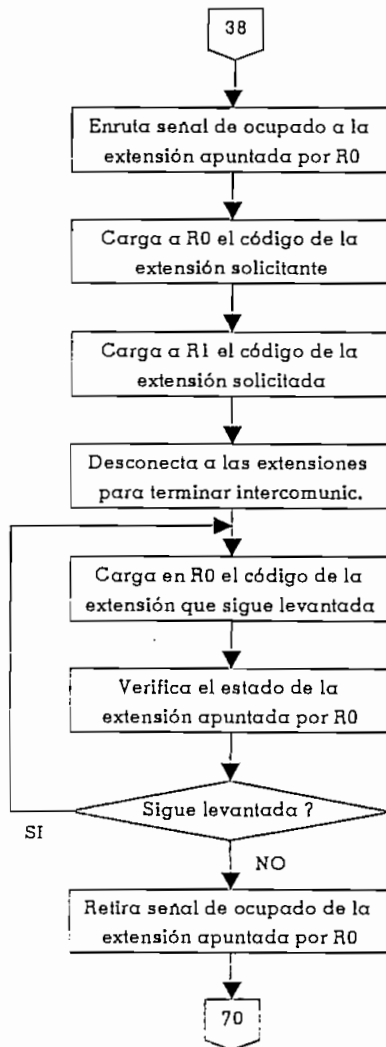 38
Enruta señal de ocupado a la
extensión apuntada por R0
Carga a R0 el código de la
extensión solicitante
Carga a R1 el código de la
extensión solicitada
Desconecta a las extensiones
para terminar intercomunic.
Carga en R0 el código de la
extensión que sigue levantada
Verifica el estado de la
extensión apuntada por R0
Sigue levantada ?
SI
NO
Retira señal de ocupado de la
extensión apuntada por R0
70